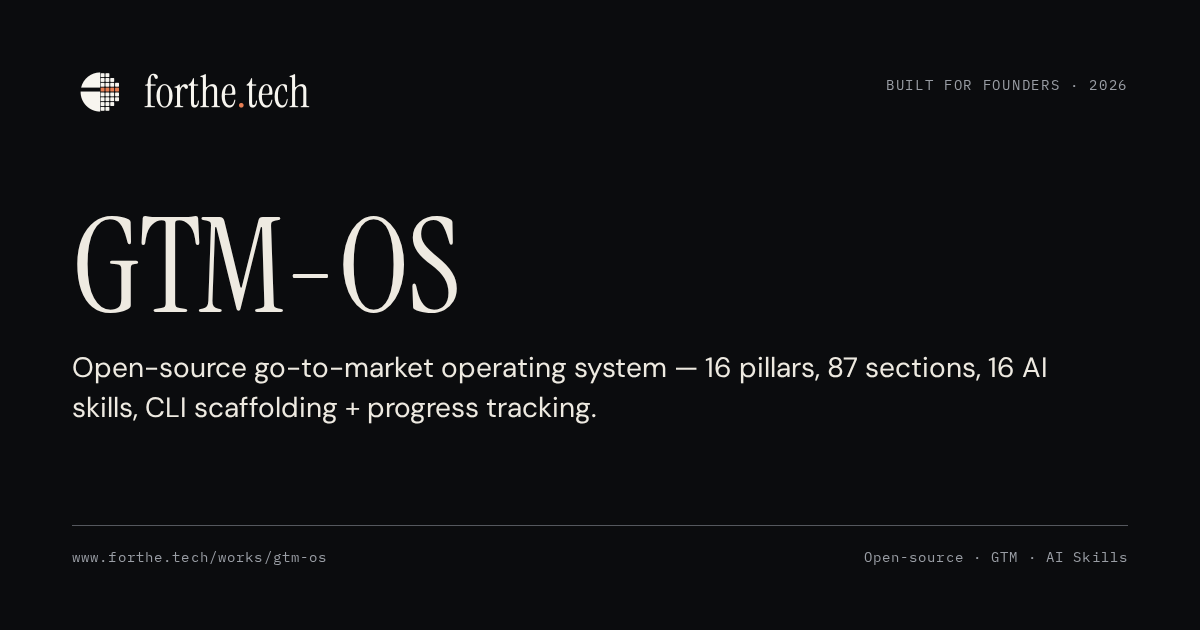 forthe.tech
BUILT FOR FOUNDERS · 2026
GTM-OS
Open-source go-to-market operating system — 16 pillars, 87 sections, 16 AI
skills, CLI scaffolding + progress tracking.
www.forthe.tech/works/gtm-os
Open-source · GTM · AI Skills